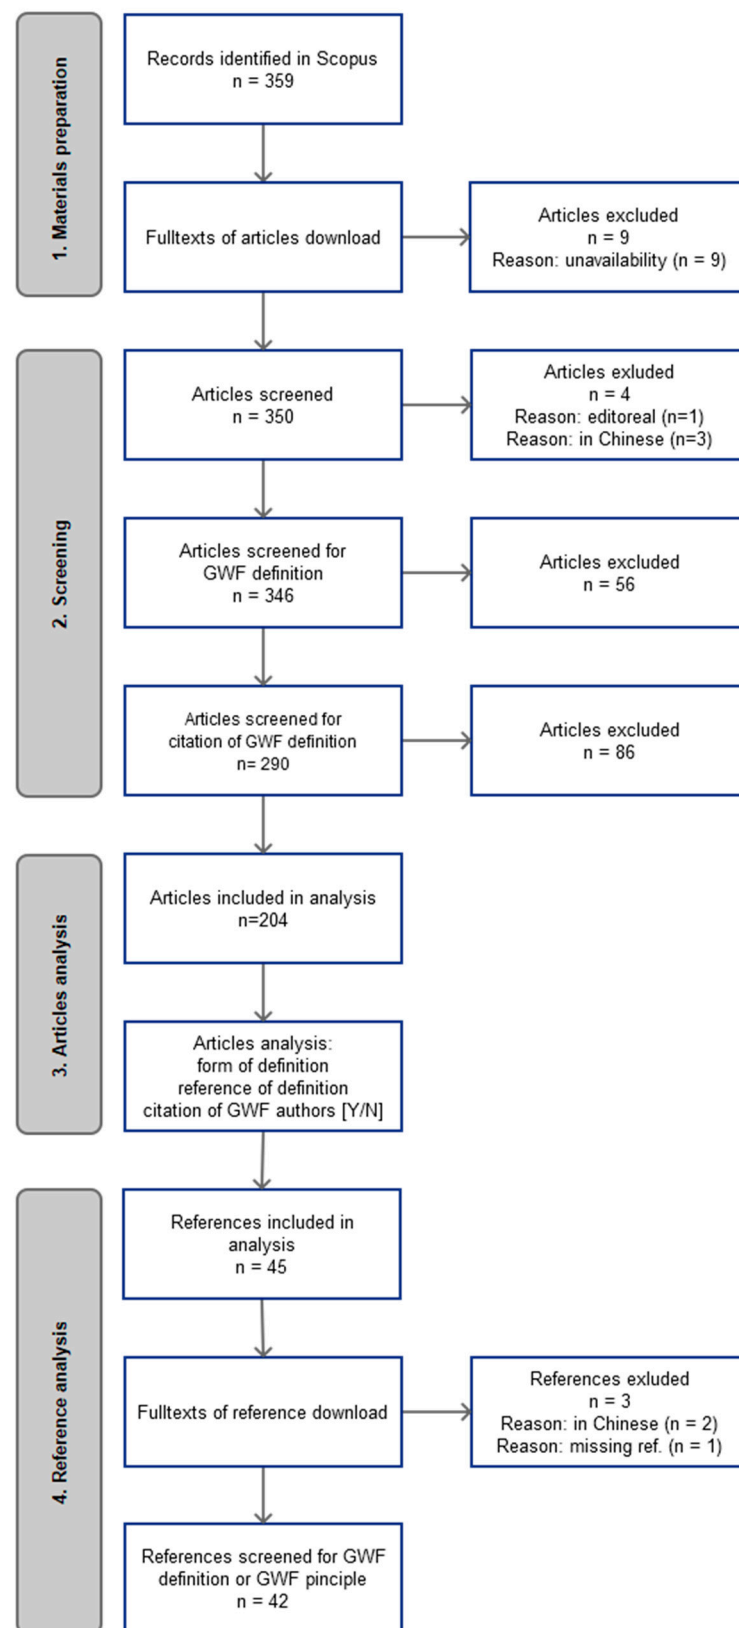 1. Materials preparation
Records identified in Scopus
n = 359
Fulltexts of articles download
Articles excluded
n = 9
Reason: unavailability (n = 9)
2. Screening
Articles screened
n = 350
Articles exluded
n = 4
Reason: editoreal (n=1)
Reason: in Chinese (n=3)
Articles screened for
GWF definition
n = 346
Articles excluded
n = 56
Articles screened for
citation of GWF definition
n= 290
Articles excluded
n = 86
3. Articles analysis
Articles included in analysis
n=204
Articles analysis:
form of definition
reference of definition
citation of GWF authors [Y/N]
4. Reference analysis
References included in
analysis
n = 45
Fulltexts of reference download
References exluded
n = 3
Reason: in Chinese (n = 2)
Reason: missing ref. (n = 1)
References screened for GWF
definition or GWF pinciple
n = 42